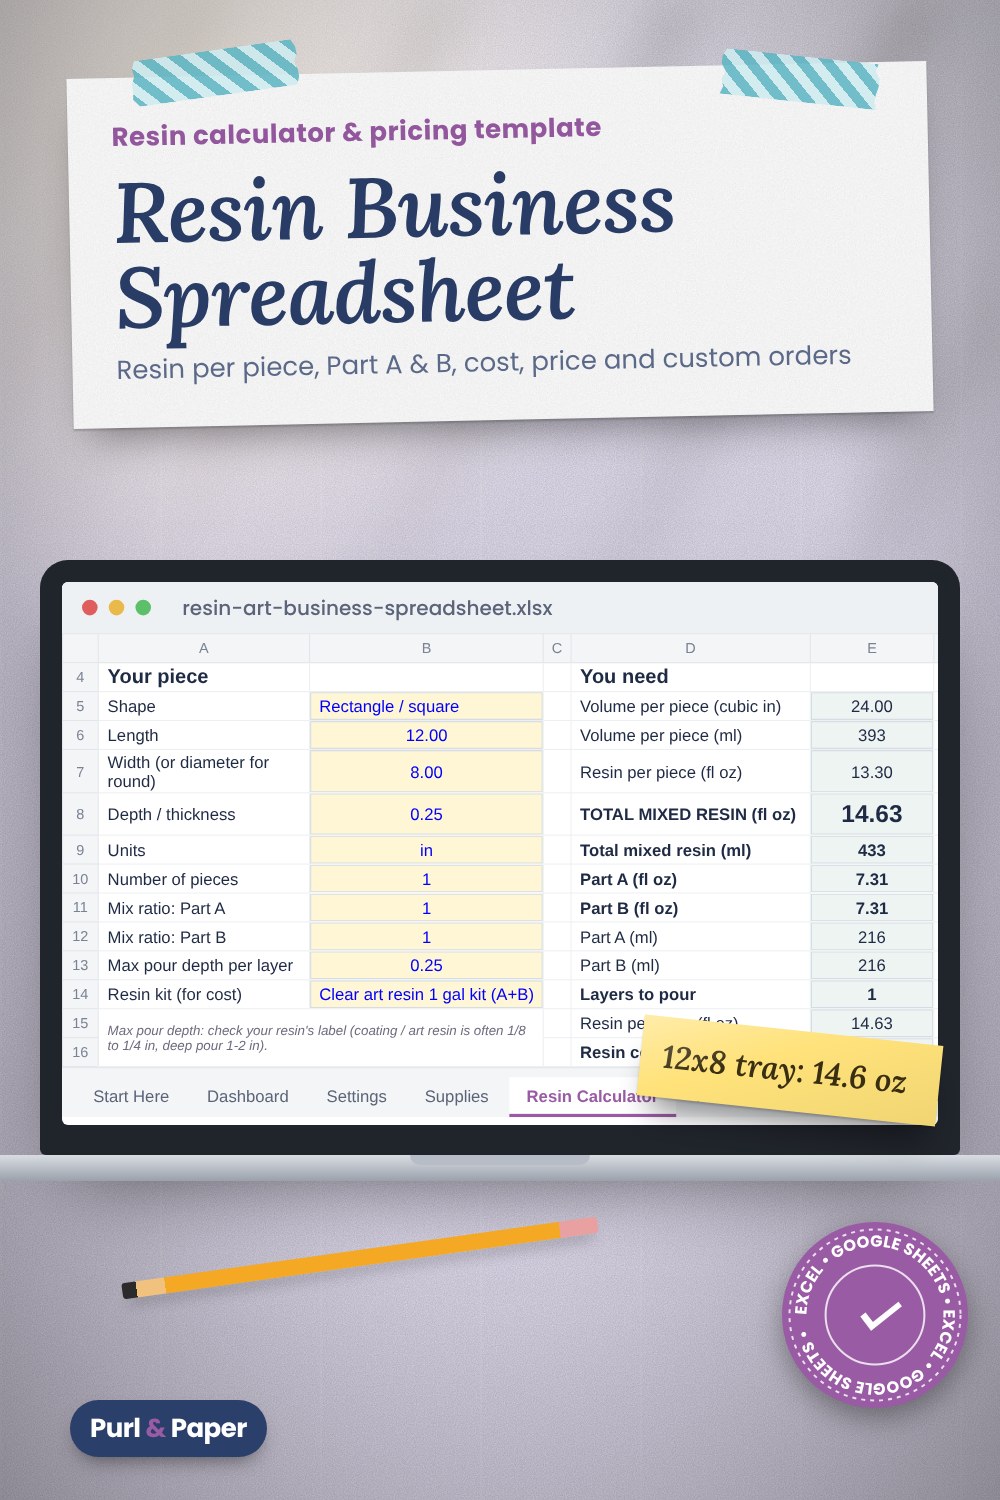 Resin calculator & pricing template
Resin Business
Spreadsheet
Resin per piece, Part A & B, cost, price and custom orders
resin-art-business-spreadsheet.xlsx
A B C D E
4 Your piece You need
5 Shape Rectangle / square Volume per piece (cubic in) 24.00
6 Length 12.00 Volume per piece (ml) 393
7 Width (or diameter for
round) 8.00 Resin per piece (fl oz) 13.30
8 Depth / thickness 0.25 TOTAL MIXED RESIN (fl oz) 14.63
9 Units in Total mixed resin (ml) 433
10 Number of pieces 1 Part A (fl oz) 7.31
11 Mix ratio: Part A 1 Part B (fl oz) 7.31
12 Mix ratio: Part B 1 Part A (ml) 216
13 Max pour depth per layer 0.25 Part B (ml) 216
14 Resin kit (for cost) Clear art resin 1 gal kit (A+B) Layers to pour 1
15 Max pour depth: check your resin's label (coating / art resin is often 1/8 Resin 14.63
16 to 1/4 in, deep pour 1-2 in). Resin
12x8 tray: 14.6 oz
Start Here Dashboard Settings Supplies Resin Calculator
EXCEL • GOOGLE SHEETS • EXCEL • GOOGLE SHEETS •
Purl & Paper